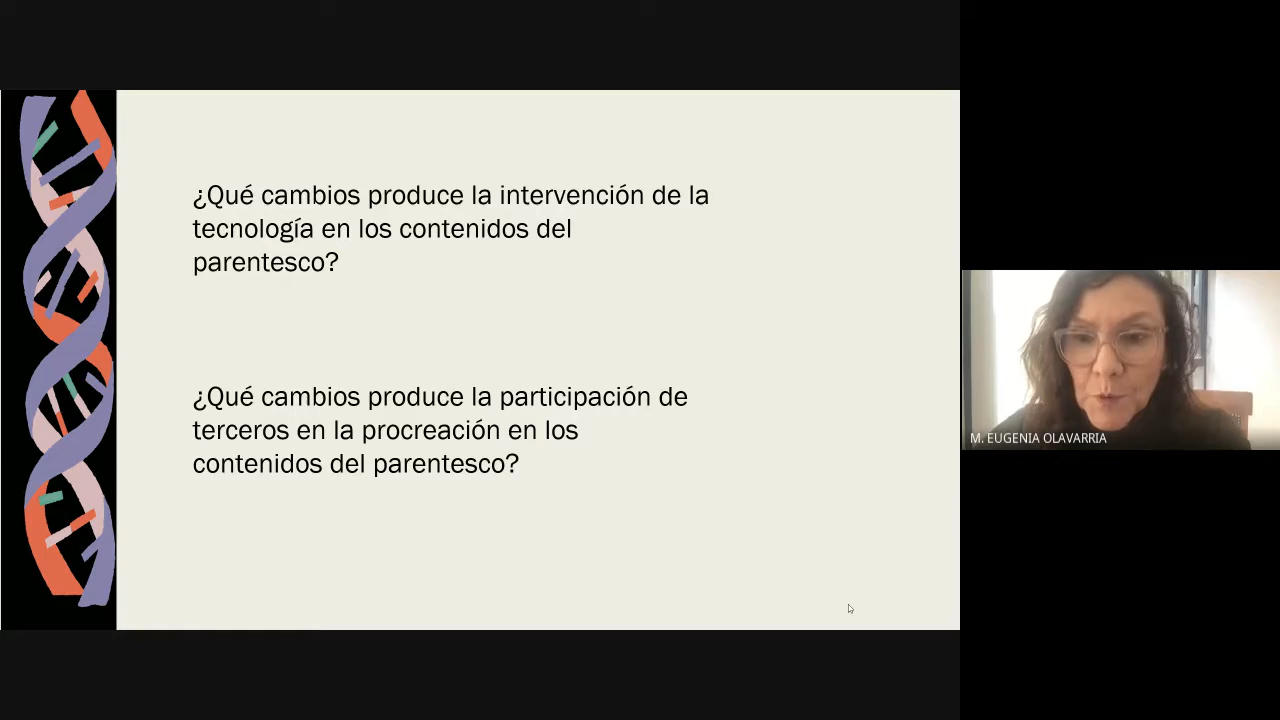 ¿Qué cambios produce la intervención de la
tecnología en los contenidos del
parentesco?
¿Qué cambios produce la participación de
terceros en la procreación en los
contenidos del parentesco?
M. EUGENIA OLAVARRIA